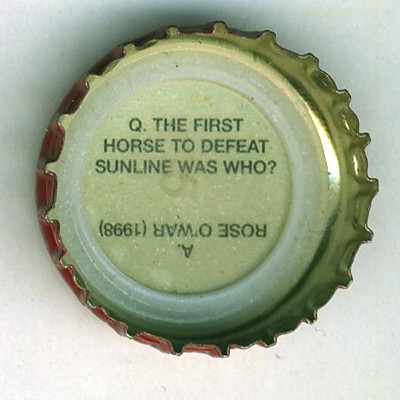 Q. THE FIRST
HORSE TO DEFEAT
SUNLINE WAS WHO?
A.
ROSE O'WAR (1998)